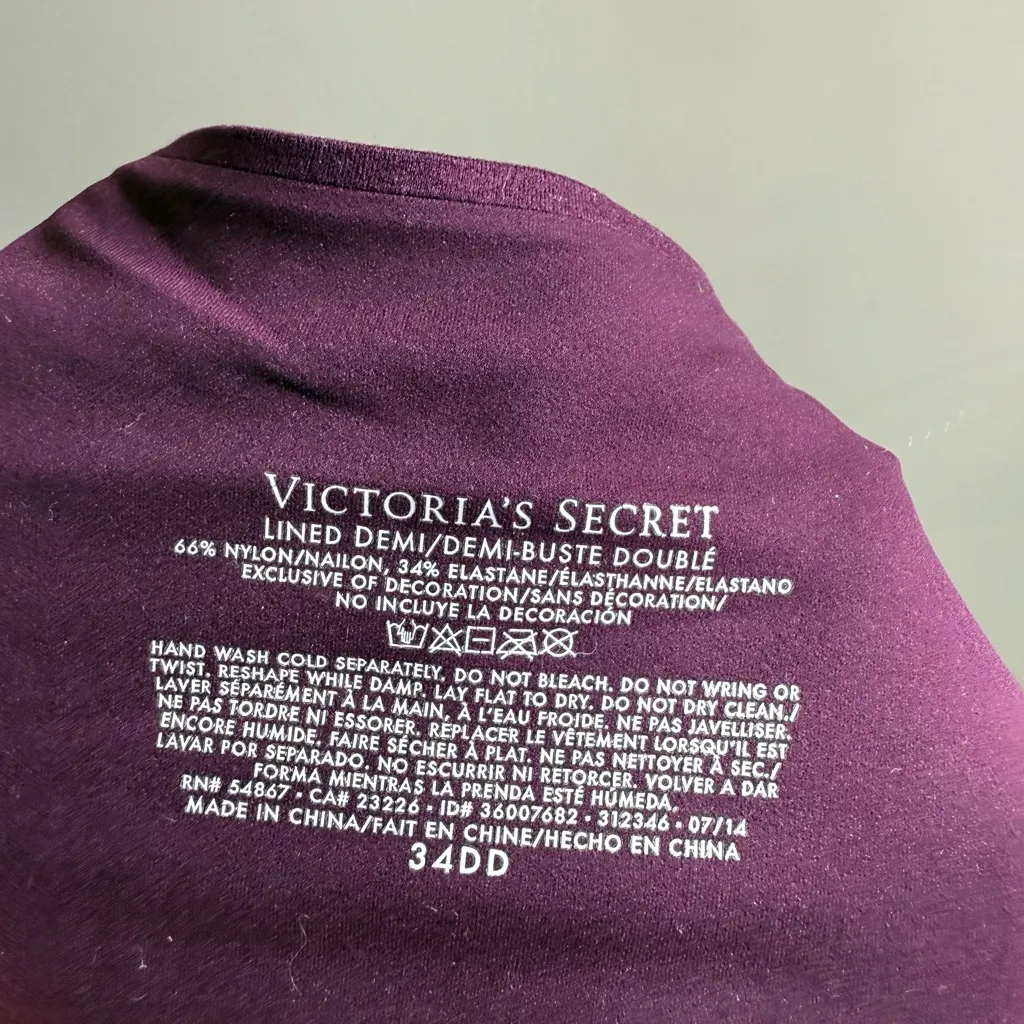 VICTORIA'S SECRET
LINED DEMI/DEMI-BUSTE DOUBLÉ
66% NYLON/NAILON, 34% ELASTANE/ÉLASTHANNE/ELASTANO
EXCLUSIVE OF DECORATION/SANS DÉCORATION/
NO INCLUYE LA DECORACIÓN
HAND WASH COLD SEPARATELY. DO NOT BLEACH. DO NOT WRING OR
TWIST. RESHAPE WHILE DAMP. LAY FLAT TO DRY. DO NOT DRY CLEAN./
LAVER SÉPARÉMENT À LA MAIN, À L'EAU FROIDE. NE PAS JAVELLISER.
NE PAS TORDRE NI ESSORER. REPLACER LE VÊTEMENT LORSQU'IL EST
ENCORE HUMIDE. FAIRE SÉCHER À PLAT. NE PAS NETTOYER À SEC./
LAVAR POR SEPARADO. NO ESCURRIR NI RETORCER. VOLVER A DAR
FORMA MIENTRAS LA PRENDA ESTÉ HÚMEDA.
RN# 54867 • CA# 23226 • ID# 36007682 • 312346 • 07/14
MADE IN CHINA/FAIT EN CHINE/HECHO EN CHINA
34DD